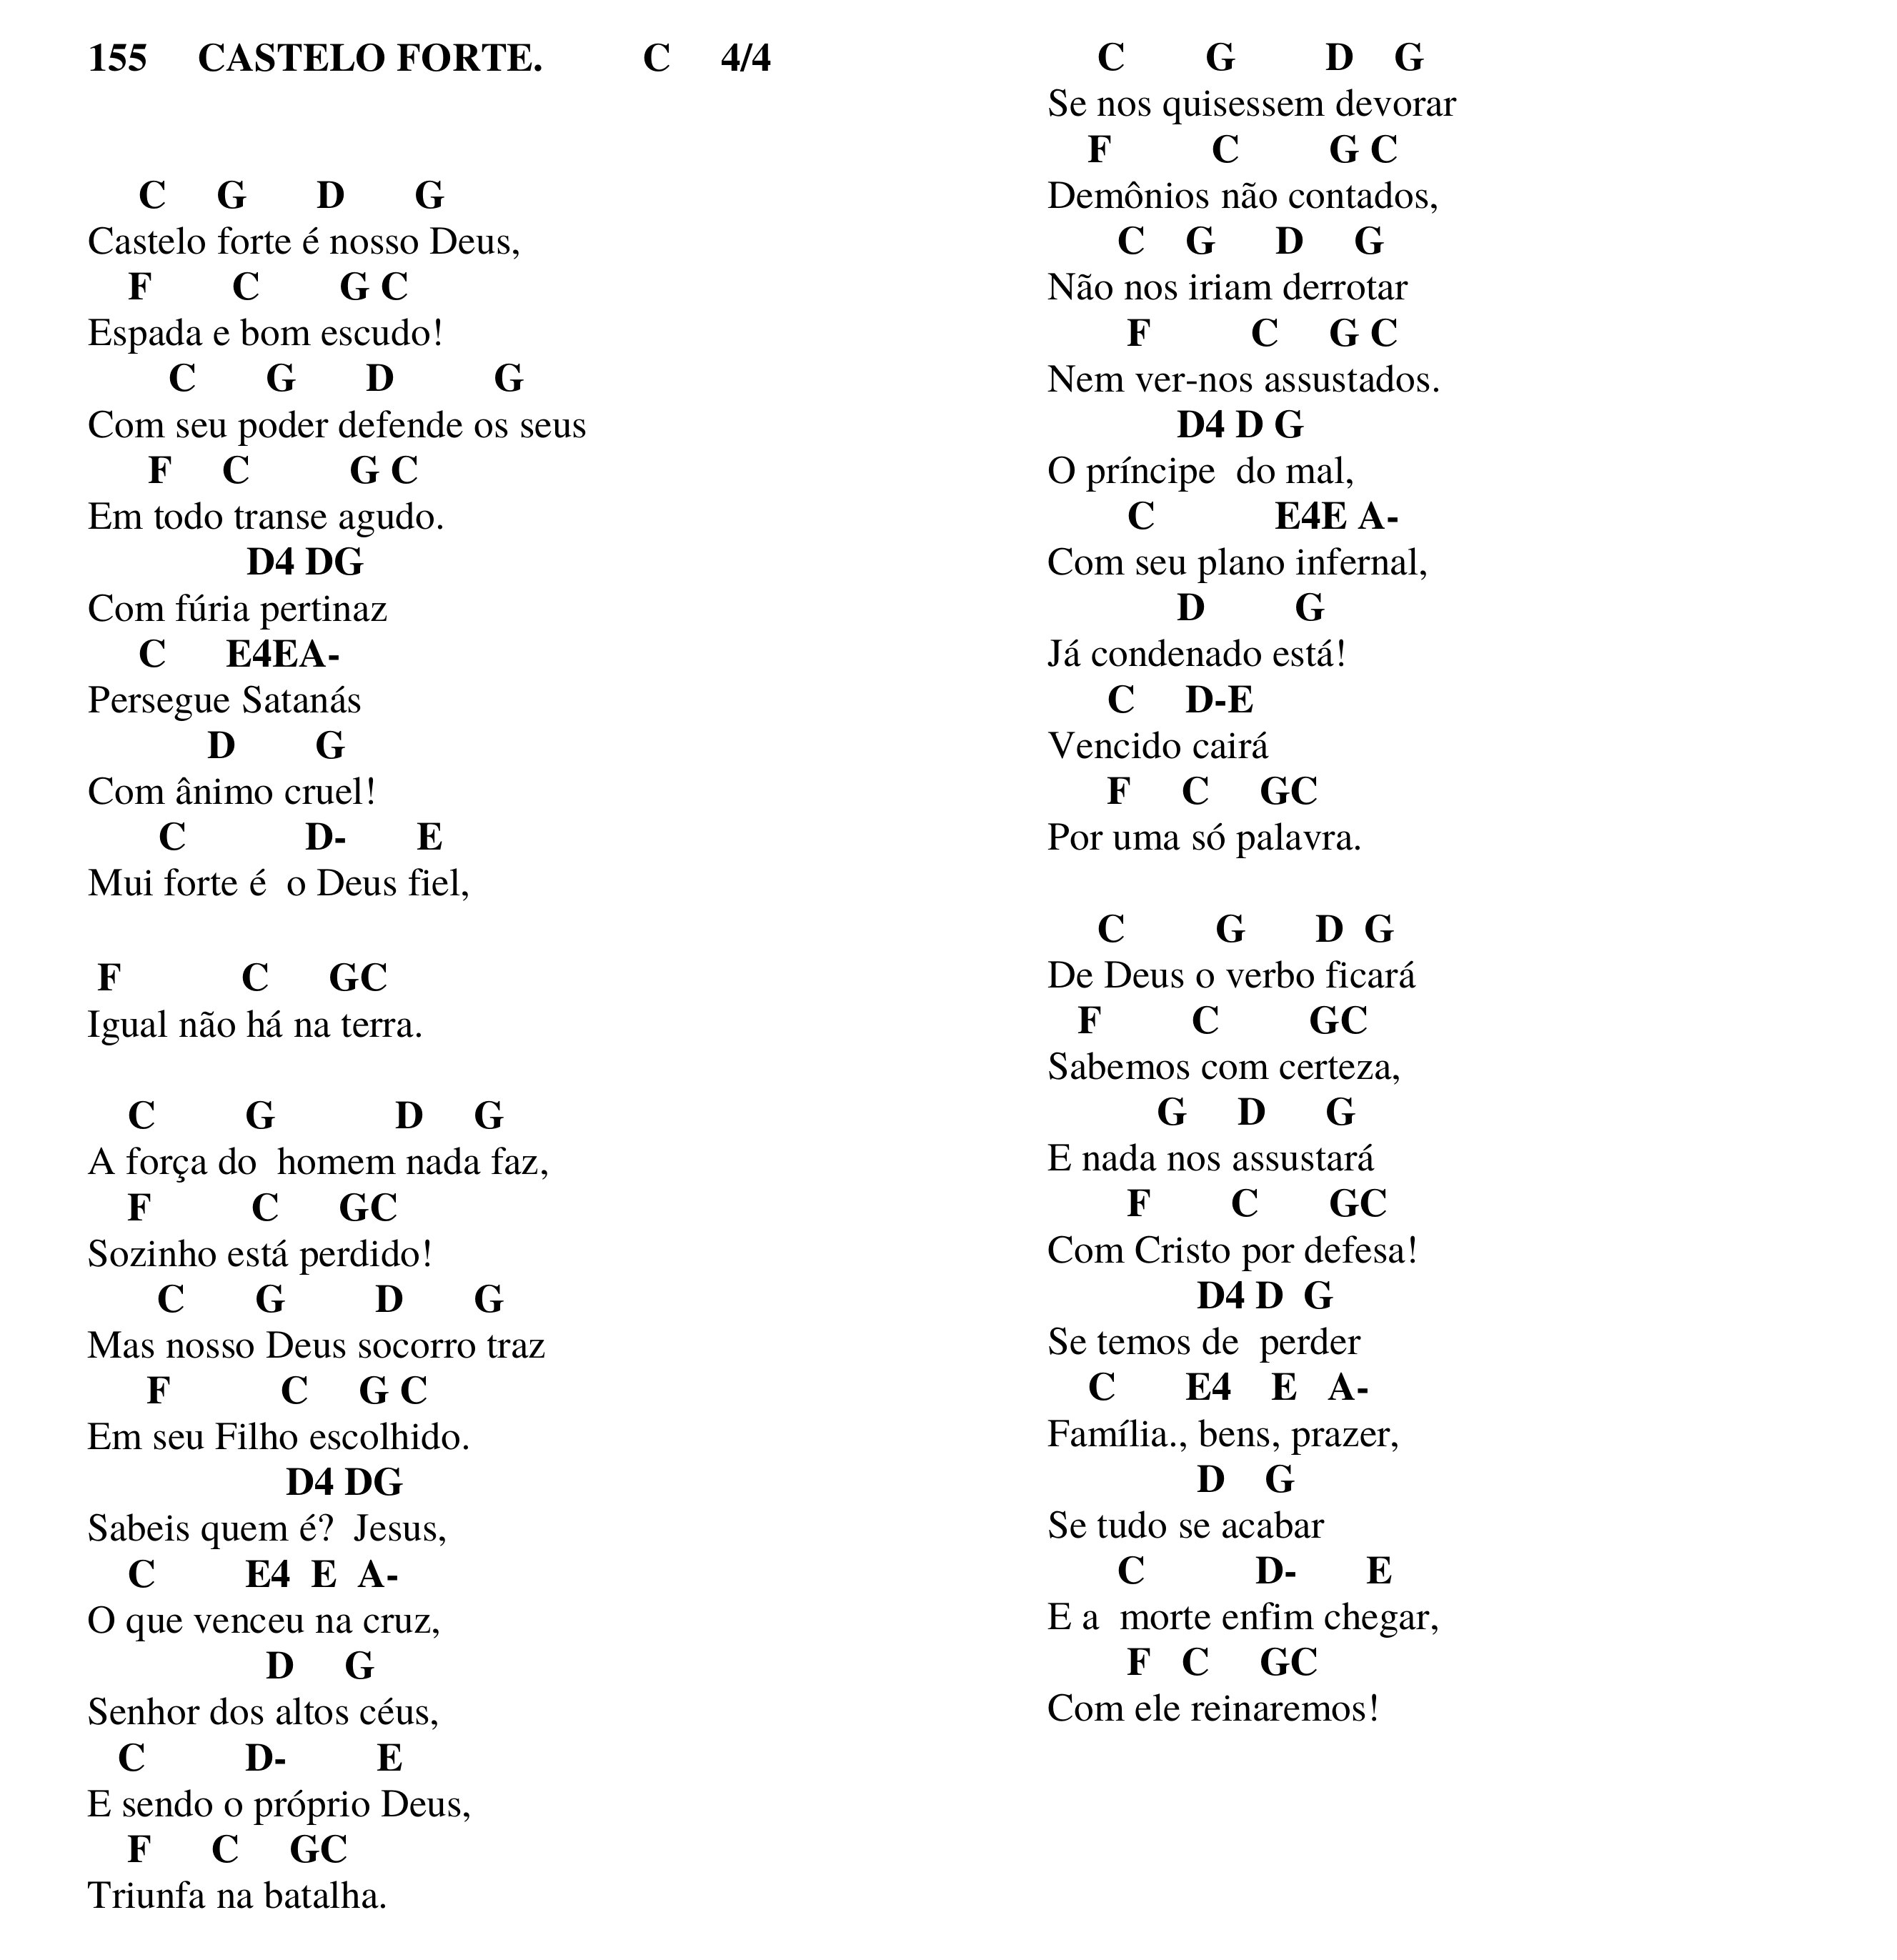 155 CASTELO FORTE. C 4/4
C G D G
Castelo forte é nosso Deus,
F C G C
Espada e bom escudo!
C G D G
Com seu poder defende os seus
F C G C
Em todo transe agudo.
D4 DG
Com fúria pertinaz
C E4EA-
Persegue Satanás
D G
Com ânimo cruel!
C D- E
Mui forte é o Deus fiel,
F C GC
Igual não há na terra.
C G D G
A força do homem nada faz,
F C GC
Sozinho está perdido!
C G D G
Mas nosso Deus socorro traz
F C G C
Em seu Filho escolhido.
D4 DG
Sabeis quem é? Jesus,
C E4 E A-
O que venceu na cruz,
D G
Senhor dos altos céus,
C D- E
E sendo o próprio Deus,
F C GC
Triunfa na batalha.
C G D G
Se nos quisessem devorar
F C G C
Demônios não contados,
C G D G
Não nos iriam derrotar
F C G C
Nem ver-nos assustados.
D4 D G
O príncipe do mal,
C E4E A-
Com seu plano infernal,
D G
Já condenado está!
C D-E
Vencido cairá
F C GC
Por uma só palavra.
C G D G
De Deus o verbo ficará
F C GC
Sabemos com certeza,
G D G
E nada nos assustará
F C GC
Com Cristo por defesa!
D4 D G
Se temos de perder
C E4 E A-
Família., bens, prazer,
D G
Se tudo se acabar
C D- E
E a morte enfim chegar,
F C GC
Com ele reinaremos!